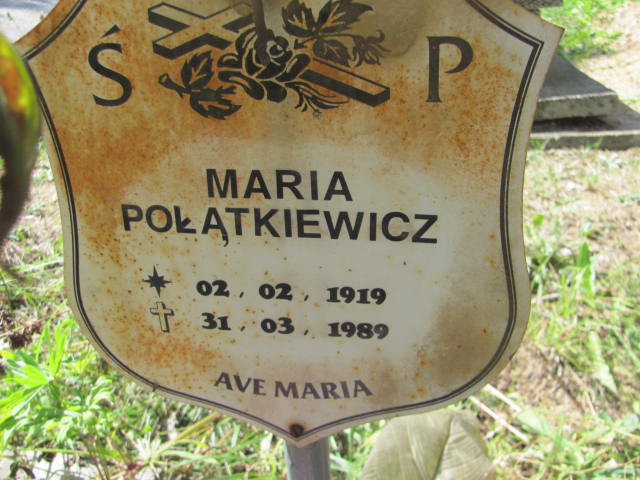 Ś P
MARIA
POŁĄTKIEWICZ
02. 02. 1919
31. 03. 1989
AVE MARIA